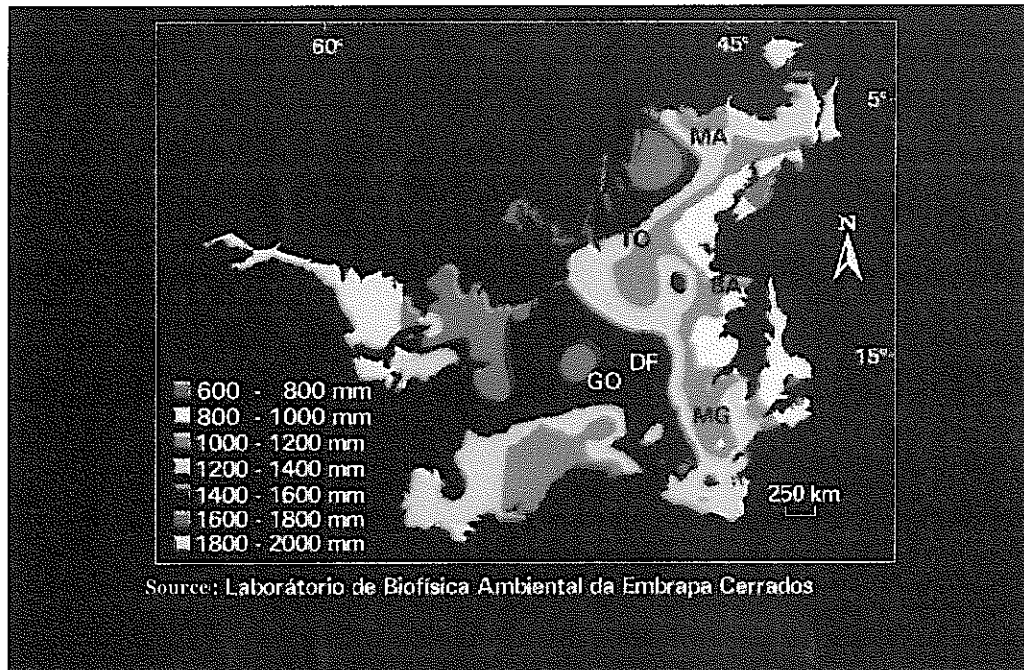 60°
45°
5°
MA
N
TO
BA
15°
DF
GO
MG
600 - 800 mm
800 - 1000 mm
1000 - 1200 mm
1200 - 1400 mm
1400 - 1600 mm
1600 - 1800 mm
1800 - 2000 mm
250 km
Source: Laborátorio de Biofísica Ambiental da Embrapa Cerrados